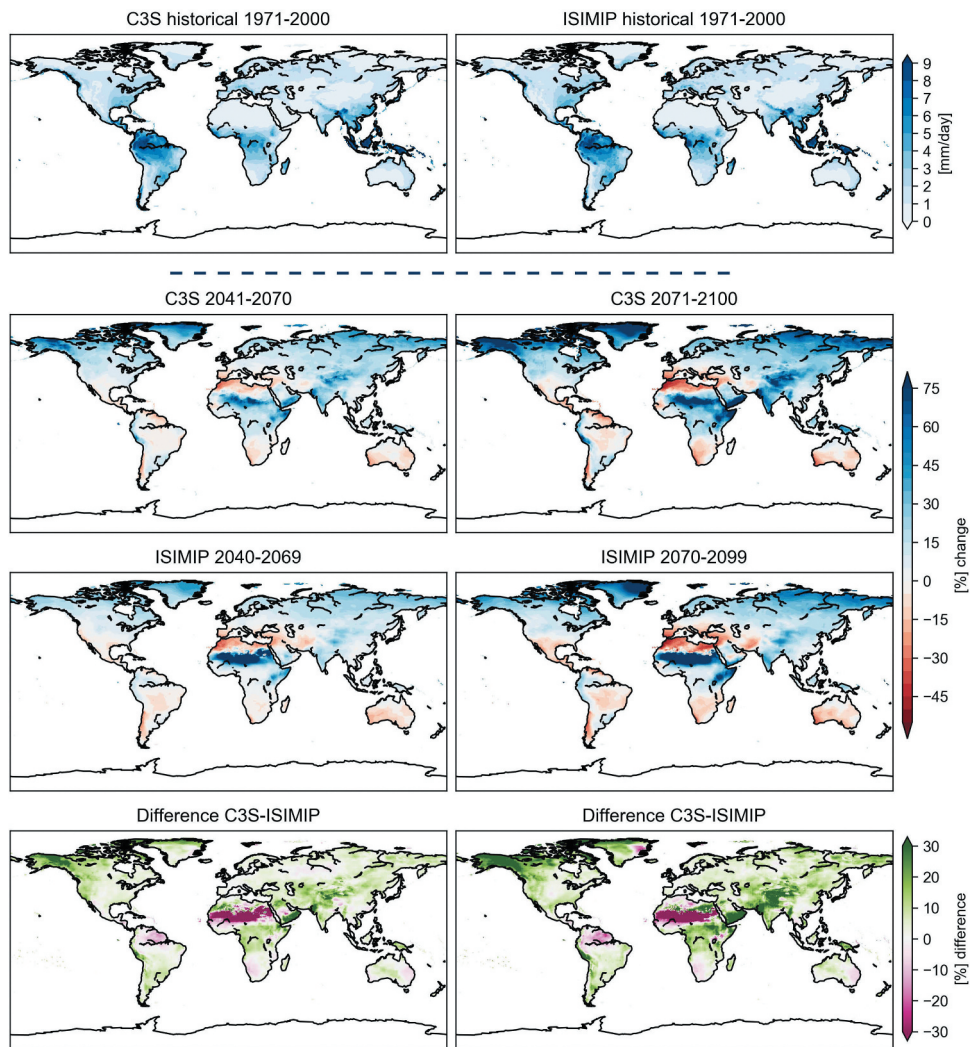 C3S historical 1971-2000
ISIMIP historical 1971-2000
9
8
7
6
5
4
3
2
1
0
[mm/day]
C3S 2041-2070
C3S 2071-2100
ISIMIP 2040-2069
ISIMIP 2070-2099
75
60
45
30
15
0
−15
−30
−45
[%] change
Difference C3S-ISIMIP
Difference C3S-ISIMIP
30
20
10
0
−10
−20
−30
[%] difference